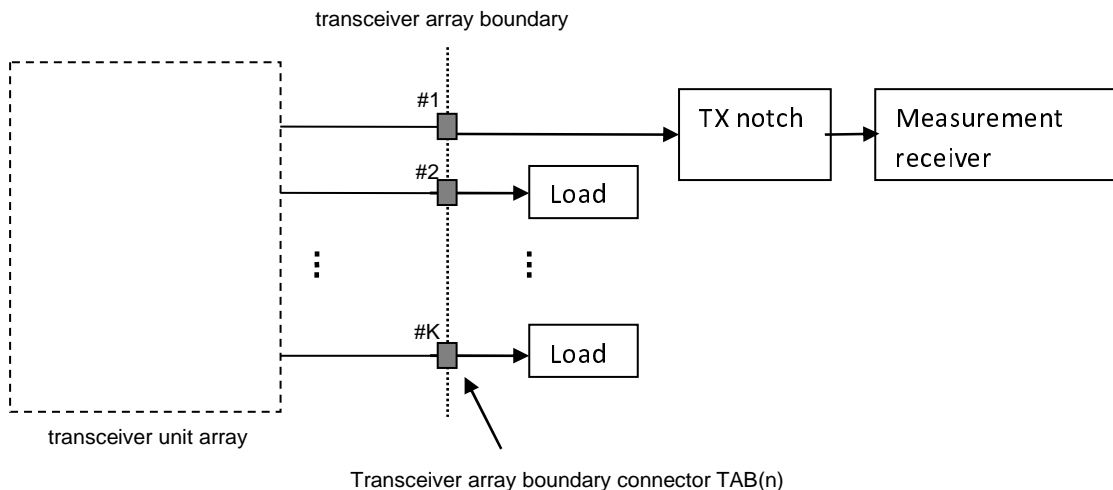 transceiver array boundary
#1
TX notch
Measurement
receiver
#2
Load
#K
Load
transceiver unit array
Transceiver array boundary connector TAB(n)